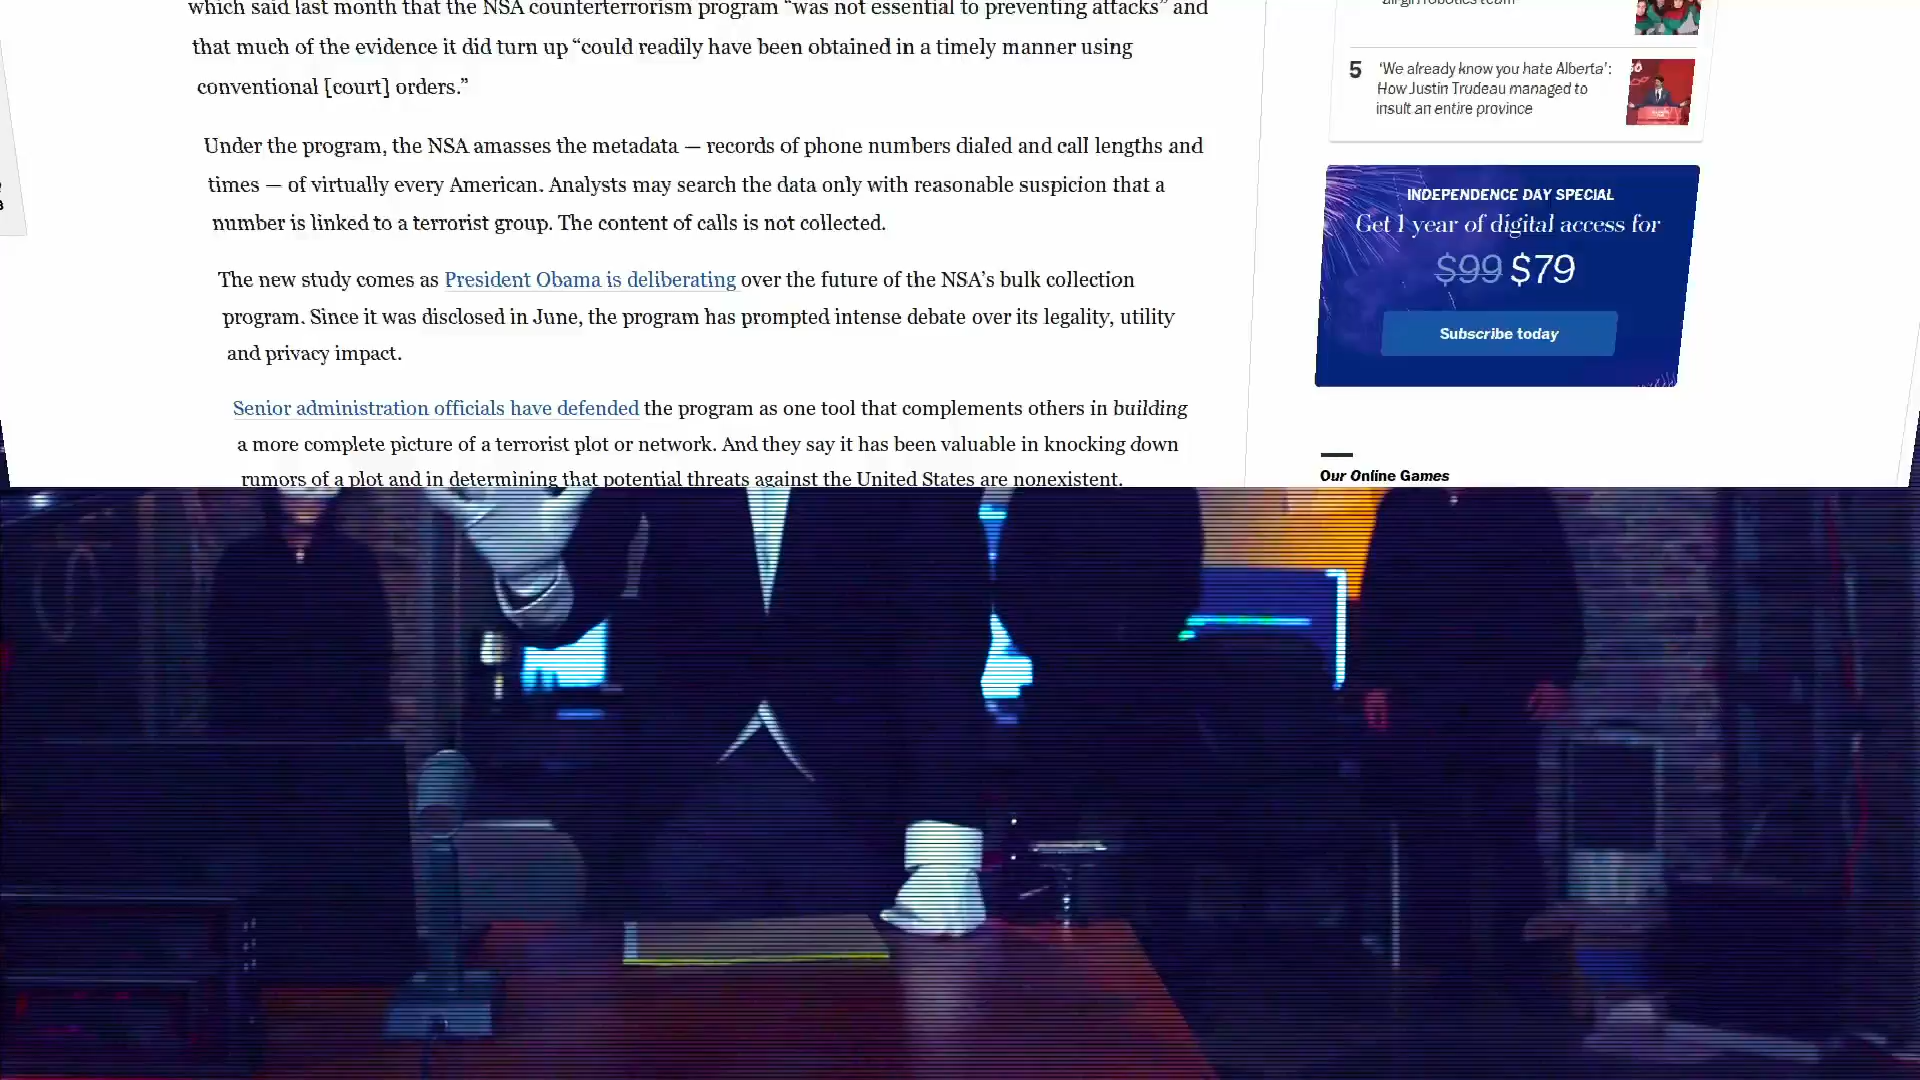 which said last month that the NSA counterterrorism program “was not essential to preventing attacks” and
that much of the evidence it did turn up “could readily have been obtained in a timely manner using
conventional [court] orders.”
Under the program, the NSA amasses the metadata — records of phone numbers dialed and call lengths and
times — of virtually every American. Analysts may search the data only with reasonable suspicion that a
number is linked to a terrorist group. The content of calls is not collected.
The new study comes as President Obama is deliberating over the future of the NSA’s bulk collection
program. Since it was disclosed in June, the program has prompted intense debate over its legality, utility
and privacy impact.
Senior administration officials have defended the program as one tool that complements others in building
a more complete picture of a terrorist plot or network. And they say it has been valuable in knocking down
rumors of a plot and in determining that potential threats against the United States are nonexistent.
all-girl robotics team
5 ‘We already know you hate Alberta’:
How Justin Trudeau managed to
insult an entire province
INDEPENDENCE DAY SPECIAL
Get 1 year of digital access for
$99 $79
Subscribe today
Our Online Games